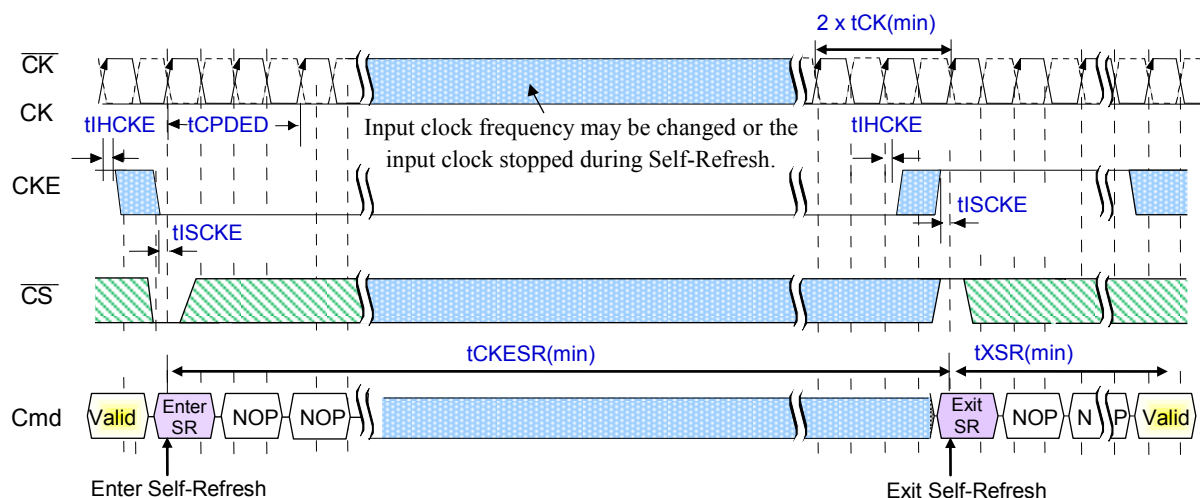 2 x tCK(min)
CK
CK
tIHCKE
tCPDED
Input clock frequency may be changed or the
input clock stopped during Self-Refresh.
tIHCKE
CKE
tISCKE
tISCKE
CS
tCKESR(min)
tXSR(min)
Cmd
Valid
Enter
SR
NOP
NOP
Exit
SR
NOP
N
P
Valid
Enter Self-Refresh
Exit Self-Refresh